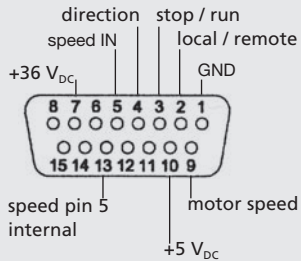 direction stop / run
speed IN local / remote
+36 V_DC GND
8 7 6 5 4 3 2 1
15 14 13 12 11 10 9
speed pin 5 motor speed
internal
+5 V_DC